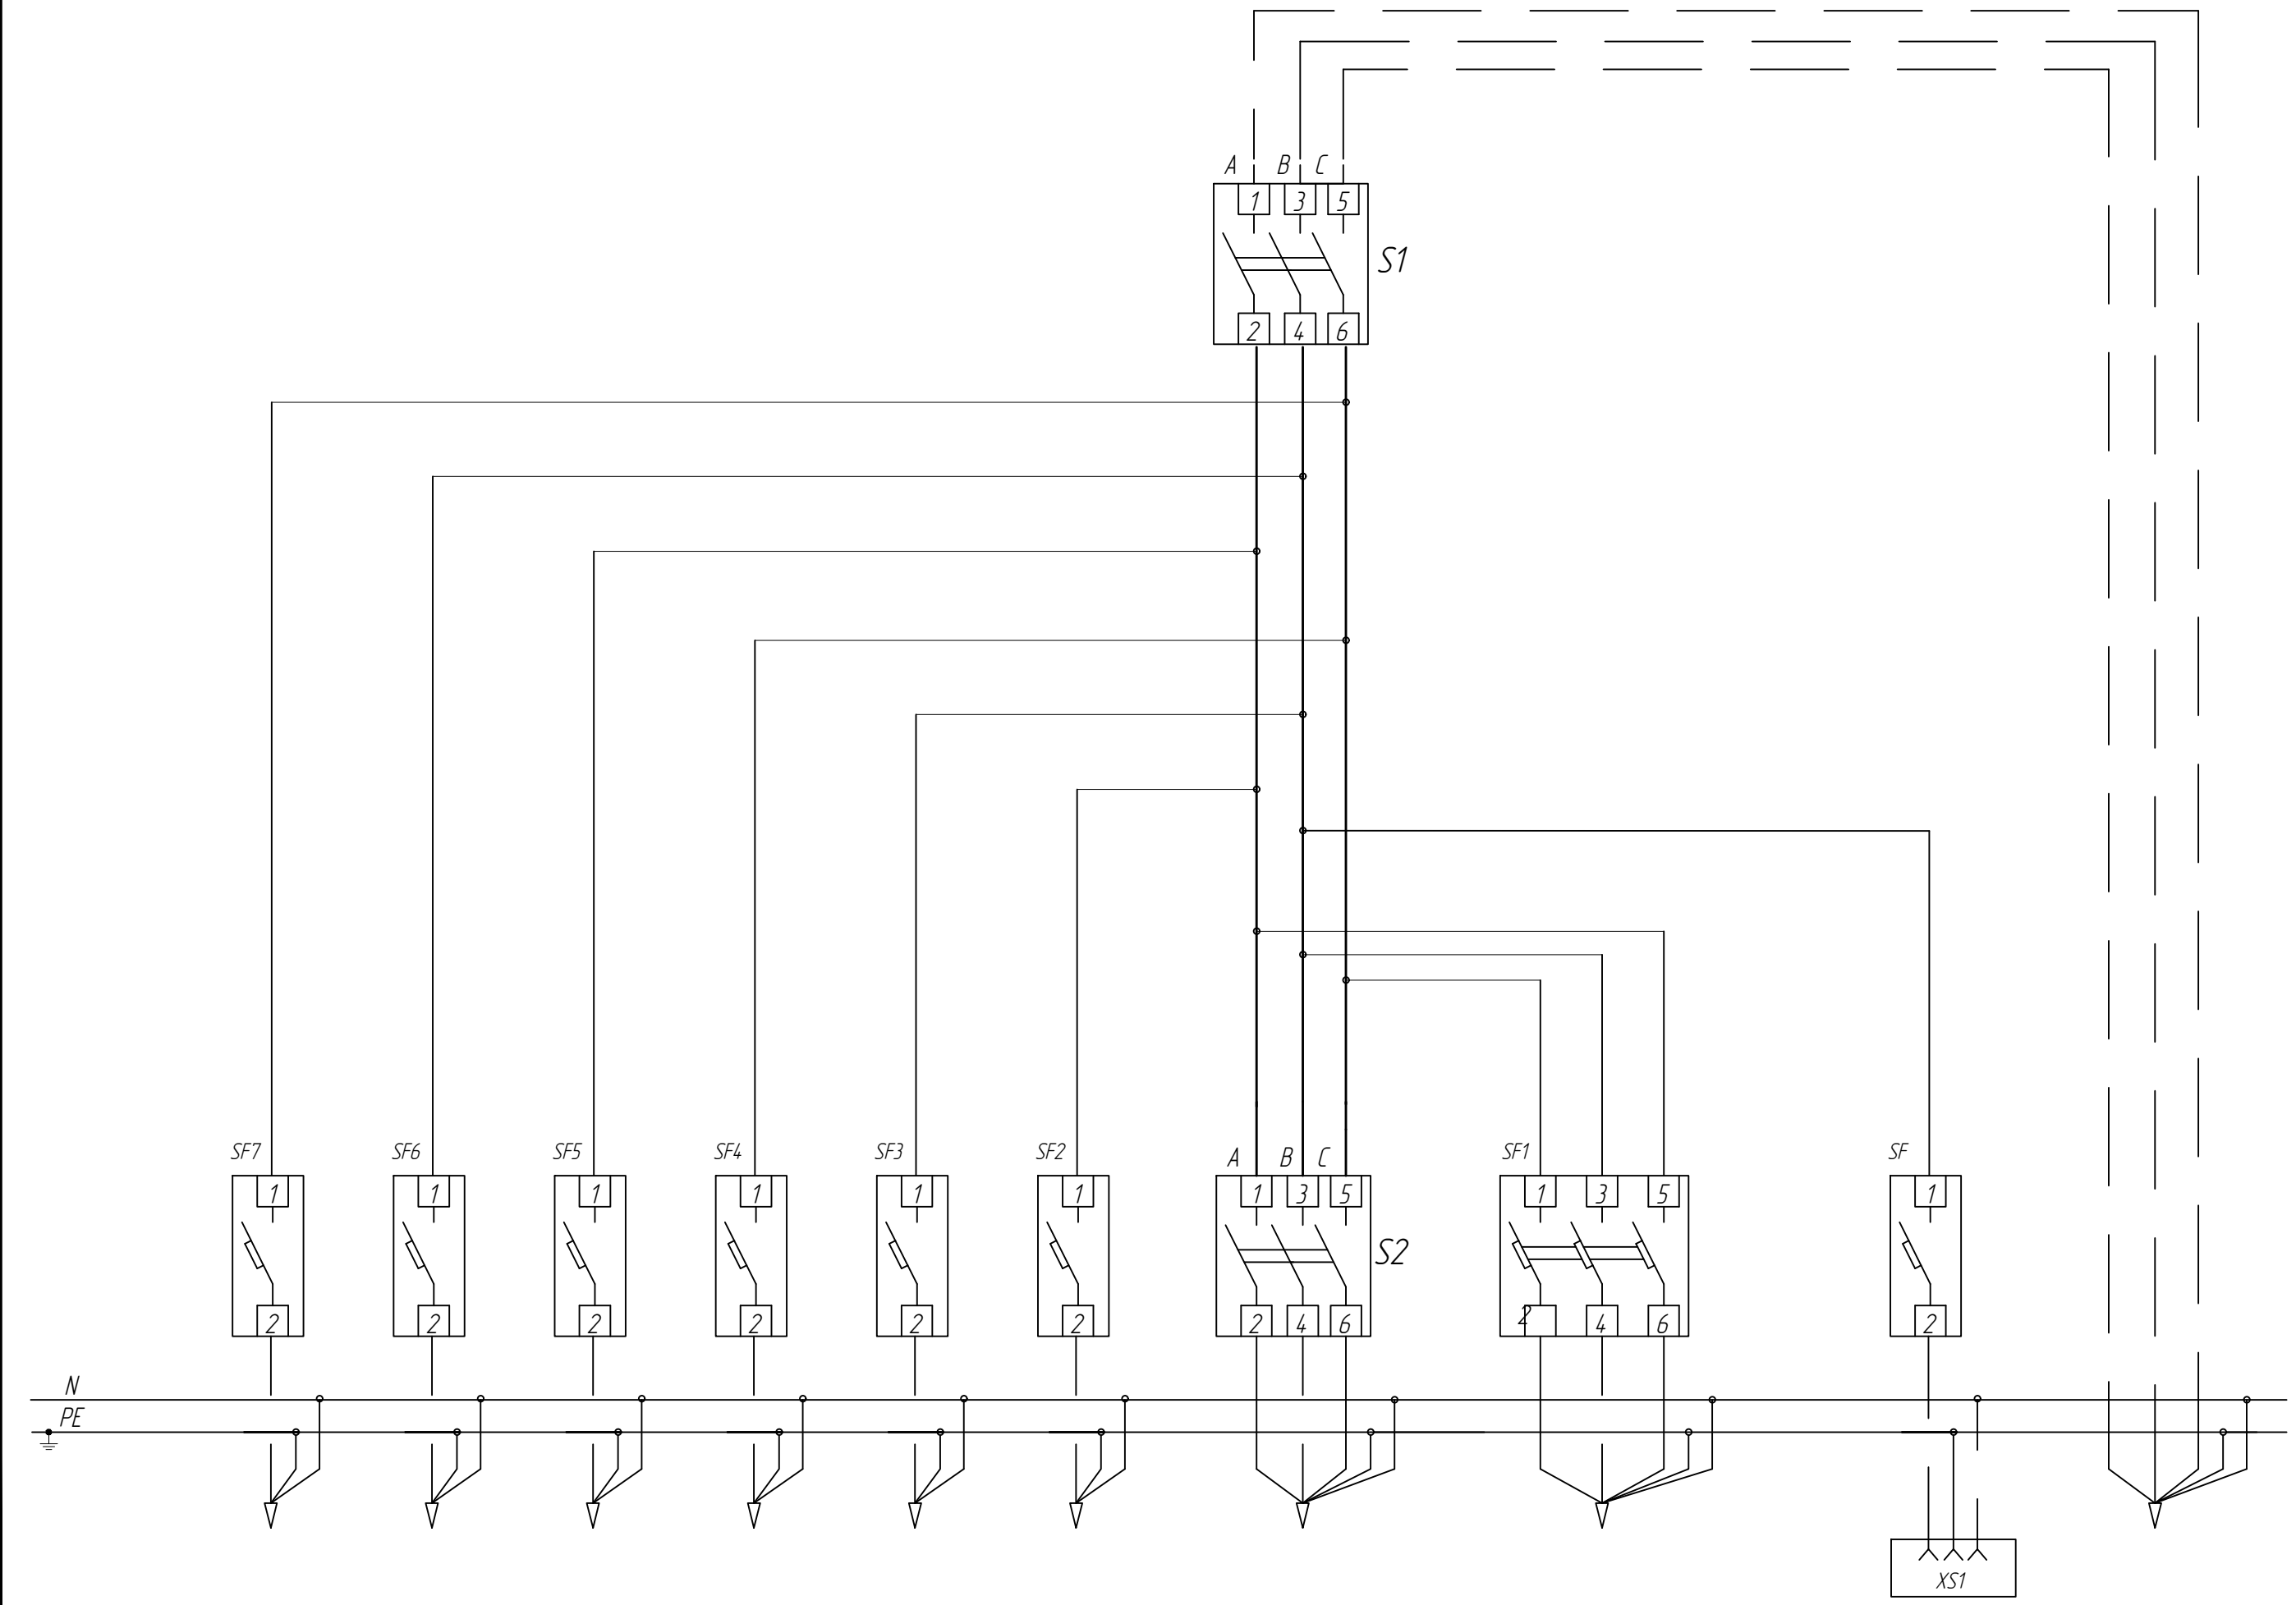 A B C
1 3 5
S1
2 4 6
SF7 SF6 SF5 SF4 SF3 SF2 A B C SF1 SF
1 1 1 1 1 1 1 3 5 1 3 5 1
S2
2 2 2 2 2 2 2 4 6 2 4 6 2
N
PE
XS1